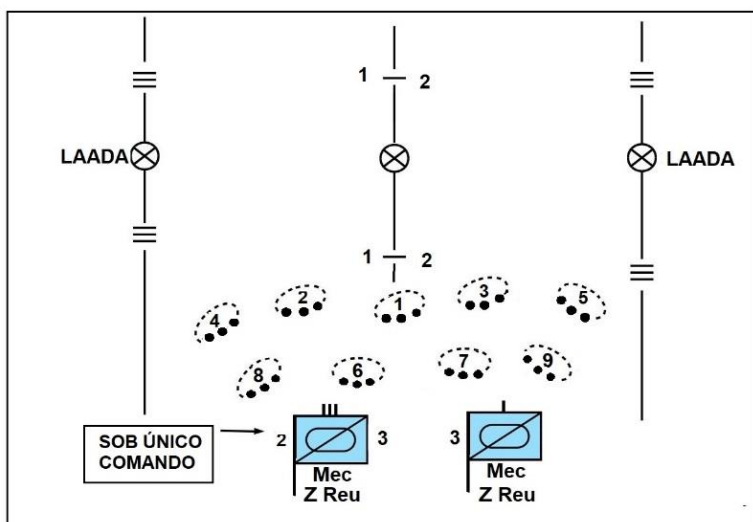 1 2
LAADA
LAADA
1 2
4 2 1 3 5
8 6 7 9
SOB ÚNICO
COMANDO
2 3
Mec
Z Reu
3
Mec
Z Reu